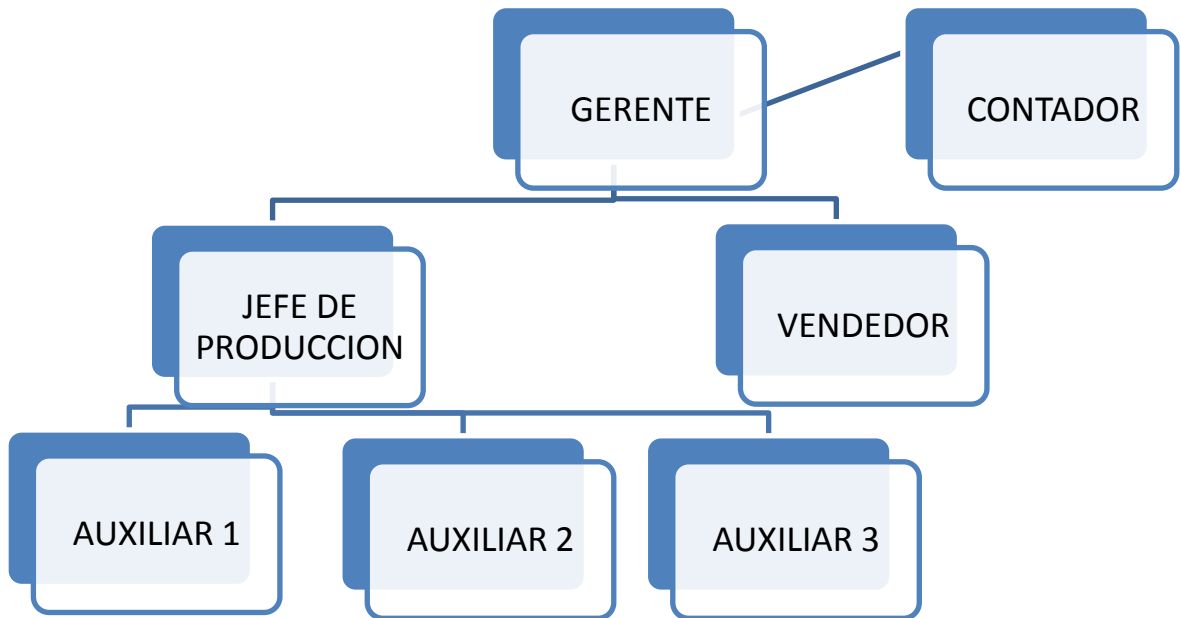 GERENTE
CONTADOR
JEFE DE
PRODUCCION
VENDEDOR
AUXILIAR 1
AUXILIAR 2
AUXILIAR 3